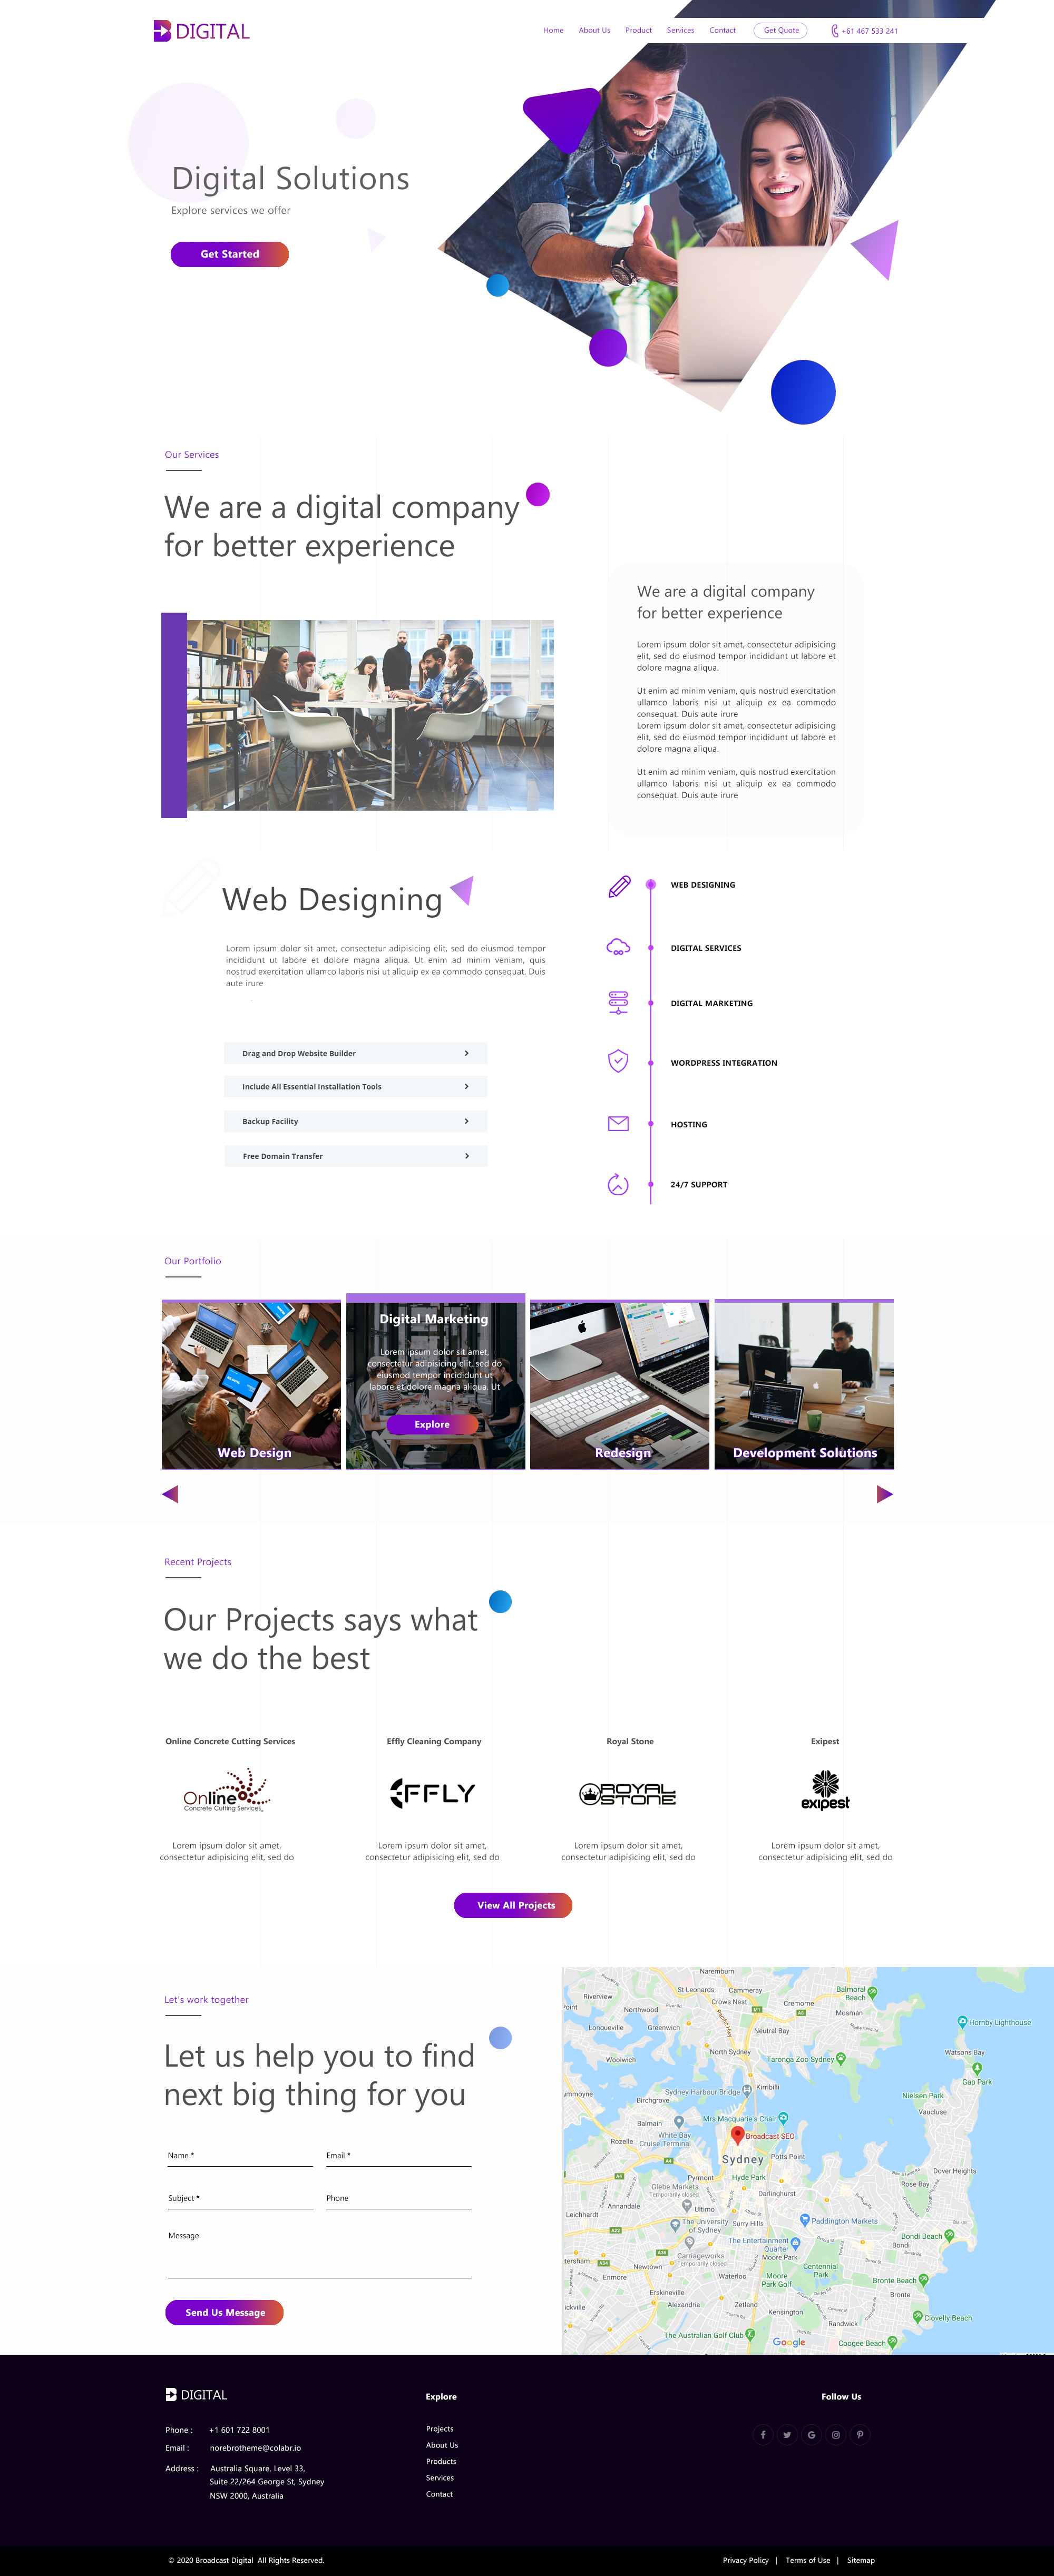 DIGITAL
Home
About Us
Product
Services
Contact
Get Quote
+61 467 533 241
Digital Solutions
Explore services we offer
Get Started
Our Services
We are a digital company
for better experience
We are a digital company
for better experience
Lorem ipsum dolor sit amet, consectetur adipisicing
elit, sed do eiusmod tempor incididunt ut labore et
dolore magna aliqua.
Ut enim ad minim veniam, quis nostrud exercitation
ullamco laboris nisi ut aliquip ex ea commodo
consequat. Duis aute irure
Lorem ipsum dolor sit amet, consectetur adipisicing
elit, sed do eiusmod tempor incididunt ut labore et
dolore magna aliqua.
Ut enim ad minim veniam, quis nostrud exercitation
ullamco laboris nisi ut aliquip ex ea commodo
consequat. Duis aute irure
Web Designing
Lorem ipsum dolor sit amet, consectetur adipisicing elit, sed do eiusmod tempor
incididunt ut labore et dolore magna aliqua. Ut enim ad minim veniam, quis
nostrud exercitation ullamco laboris nisi ut aliquip ex ea commodo consequat. Duis
aute irure
Drag and Drop Website Builder
Include All Essential Installation Tools
Backup Facility
Free Domain Transfer
WEB DESIGNING
DIGITAL SERVICES
DIGITAL MARKETING
WORDPRESS INTEGRATION
HOSTING
24/7 SUPPORT
Our Portfolio
Web Design
Digital Marketing
Lorem ipsum dolor sit amet,
consectetur adipisicing elit, sed do
eiusmod tempor incididunt ut
labore et dolore magna aliqua. Ut
Explore
Redesign
Development Solutions
Recent Projects
Our Projects says what
we do the best
Online Concrete Cutting Services
Effly Cleaning Company
Royal Stone
Exipest
Online
Concrete Cutting Services
EFFLY
ROYAL
STONE
exipest
Lorem ipsum dolor sit amet,
consectetur adipisicing elit, sed do
Lorem ipsum dolor sit amet,
consectetur adipisicing elit, sed do
Lorem ipsum dolor sit amet,
consectetur adipisicing elit, sed do
Lorem ipsum dolor sit amet,
consectetur adipisicing elit, sed do
View All Projects
Let's work together
Let us help you to find
next big thing for you
Name *
Email *
Subject *
Phone
Message
Send Us Message
Naremburn
Riverview
St Leonards
Cammeray
Balmoral
Beach
Northwood
Crows Nest
Cremorne
Mosman
Hornby Lighthouse
Longueville
Greenwich
Pacific Hwy
Neutral Bay
North Sydney
Woolwich
Taronga Zoo Sydney
Watsons Bay
Gap Park
Sydney Harbour Bridge
Kirribilli
Birchgrove
Nielsen Park
Vaucluse
Balmain
Mrs Macquarie's Chair
Rozelle
White Bay
Cruise Terminal
Broadcast SEO
Sydney
Potts Point
Dover Heights
Pyrmont
Hyde Park
Glebe Markets
Temporarily closed
Darlinghurst
Rose Bay
Annandale
Ultimo
Leichhardt
The University
of Sydney
Surry Hills
Paddington Markets
Bondi Beach
The Entertainment
Quarter
Carriageworks
Temporarily closed
Moore Park
Newtown
Centennial
Park
Enmore
Waterloo
Moore
Park Golf
Bronte Beach
Erskineville
Alexandria
Zetland
Kensington
Clovelly Beach
Randwick
The Australian Golf Club
Google
Coogee Beach
DIGITAL
Phone : +1 601 722 8001
Email : norebrotheme@colabr.io
Address : Australia Square, Level 33,
Suite 22/264 George St, Sydney
NSW 2000, Australia
Explore
Projects
About Us
Products
Services
Contact
Follow Us
© 2020 Broadcast Digital All Rights Reserved.
Privacy Policy | Terms of Use | Sitemap